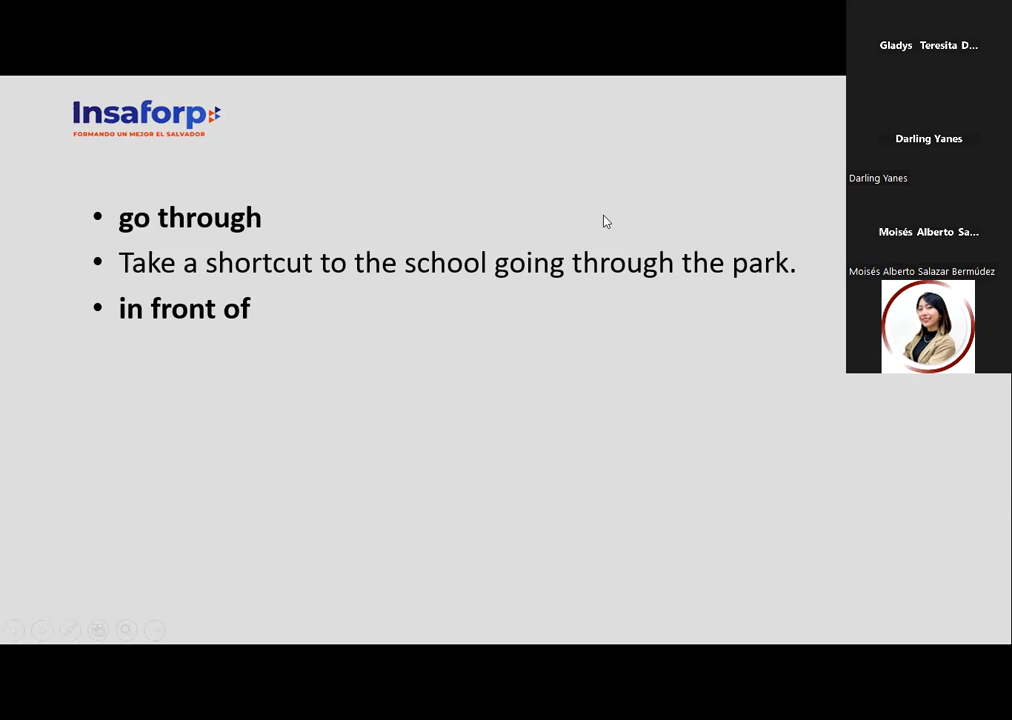 Insaforp
FORMANDO UN MEJOR EL SALVADOR
• go through
• Take a shortcut to the school going through the park.
• in front of
Gladys Teresita D...
Darling Yanes
Darling Yanes
Moisés Alberto Sa...
Moisés Alberto Salazar Bermúdez